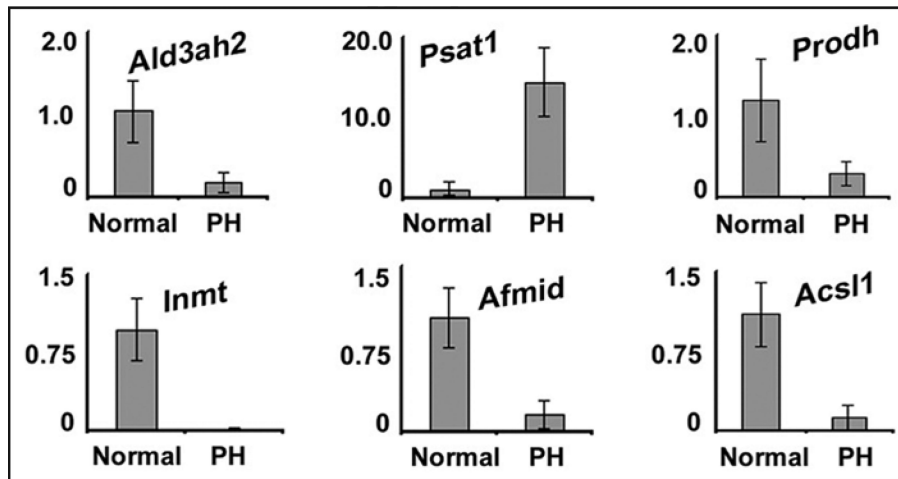 2.0
1.0
0
Ald3ah2
Normal PH
20.0
10.0
0
Psat1
Normal PH
2.0
1.0
0
Prodh
Normal PH
1.5
0.75
0
Inmt
Normal PH
1.5
0.75
0
Afmid
Normal PH
1.5
0.75
0
Acsl1
Normal PH